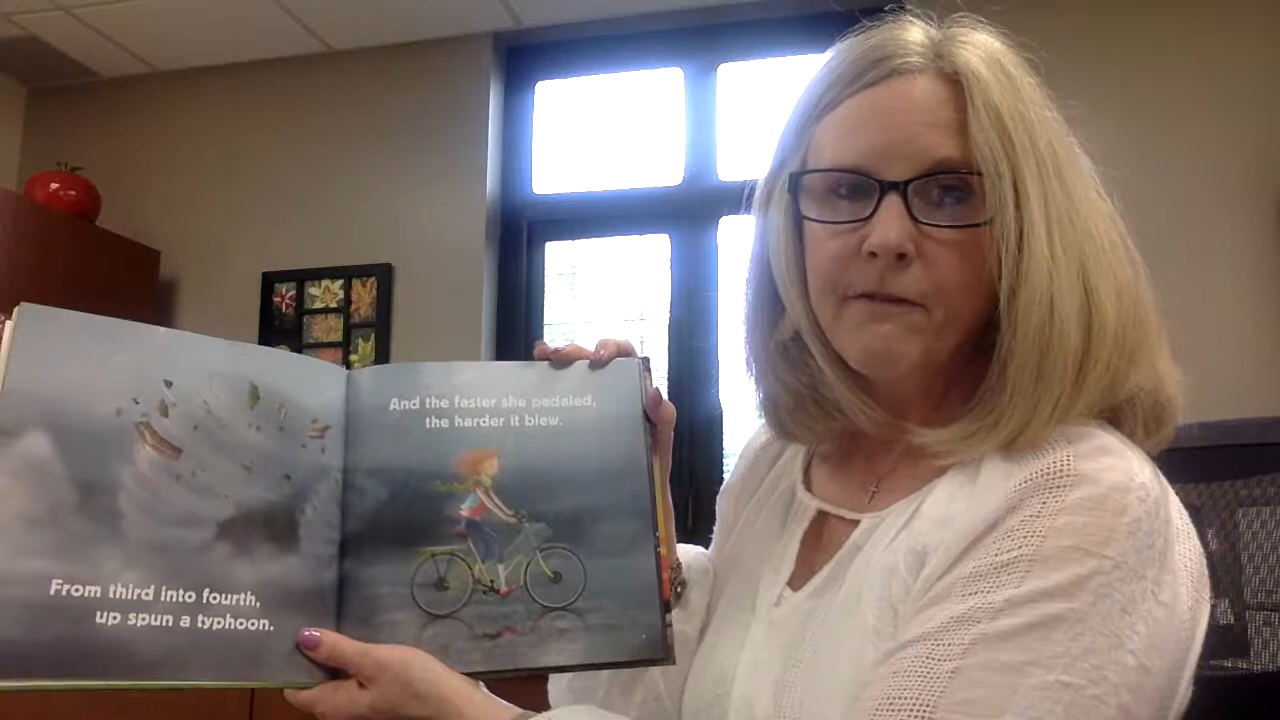 From third into fourth,
up spun a typhoon.
And the faster she pedaled,
the harder it blew.